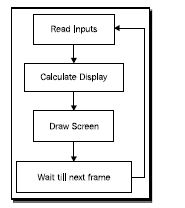 Read Inputs
Calculate Display
Draw Screen
Wait till next frame